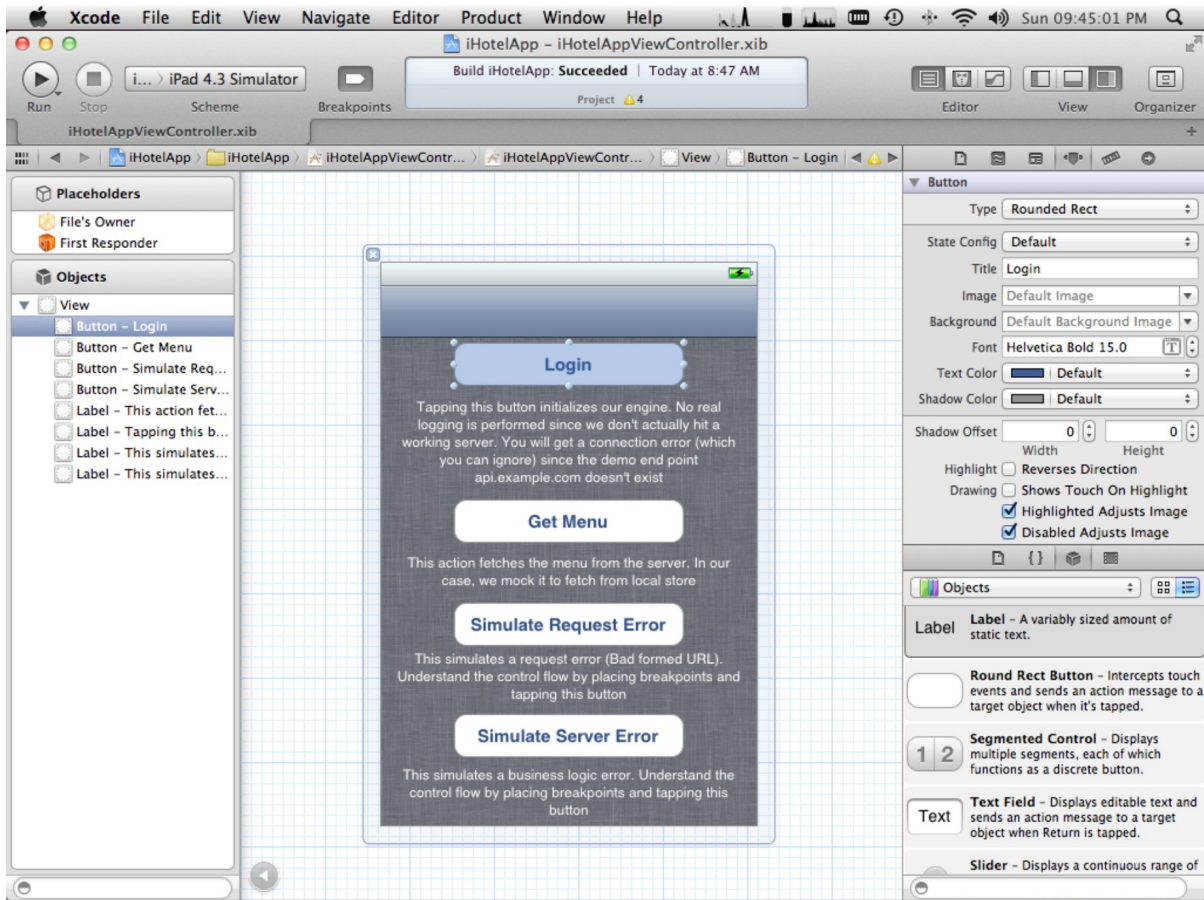 Xcode File Edit View Navigate Editor Product Window Help Sun 09:45:01 PM
iHotelApp – iHotelAppViewController.xib
i... › iPad 4.3 Simulator
Build iHotelApp: Succeeded | Today at 8:47 AM
Project 4
Run Stop Scheme Breakpoints Editor View Organizer
iHotelAppViewController.xib
iHotelApp › iHotelApp › iHotelAppViewContr... › iHotelAppViewContr... › View › Button – Login
Placeholders
File's Owner
First Responder
Objects
View
Button – Login
Button – Get Menu
Button – Simulate Req...
Button – Simulate Serv...
Label – This action fet...
Label – Tapping this b...
Label – This simulates...
Label – This simulates...
Login
Tapping this button initializes our engine. No real
logging is performed since we don't actually hit a
working server. You will get a connection error (which
you can ignore) since the demo end point
api.example.com doesn't exist
Get Menu
This action fetches the menu from the server. In our
case, we mock it to fetch from local store
Simulate Request Error
This simulates a request error (Bad formed URL).
Understand the control flow by placing breakpoints and
tapping this button
Simulate Server Error
This simulates a business logic error. Understand the
control flow by placing breakpoints and tapping this
button
Button
Type Rounded Rect
State Config Default
Title Login
Image Default Image
Background Default Background Image
Font Helvetica Bold 15.0 T
Text Color Default
Shadow Color Default
Shadow Offset 0 0
Width Height
Highlight Reverses Direction
Drawing Shows Touch On Highlight
Highlighted Adjusts Image
Disabled Adjusts Image
{}
Objects
Label
Label – A variably sized amount of
static text.
Round Rect Button – Intercepts touch
events and sends an action message to a
target object when it's tapped.
1 2
Segmented Control – Displays
multiple segments, each of which
functions as a discrete button.
Text
Text Field – Displays editable text and
sends an action message to a target
object when Return is tapped.
Slider – Displays a continuous range of